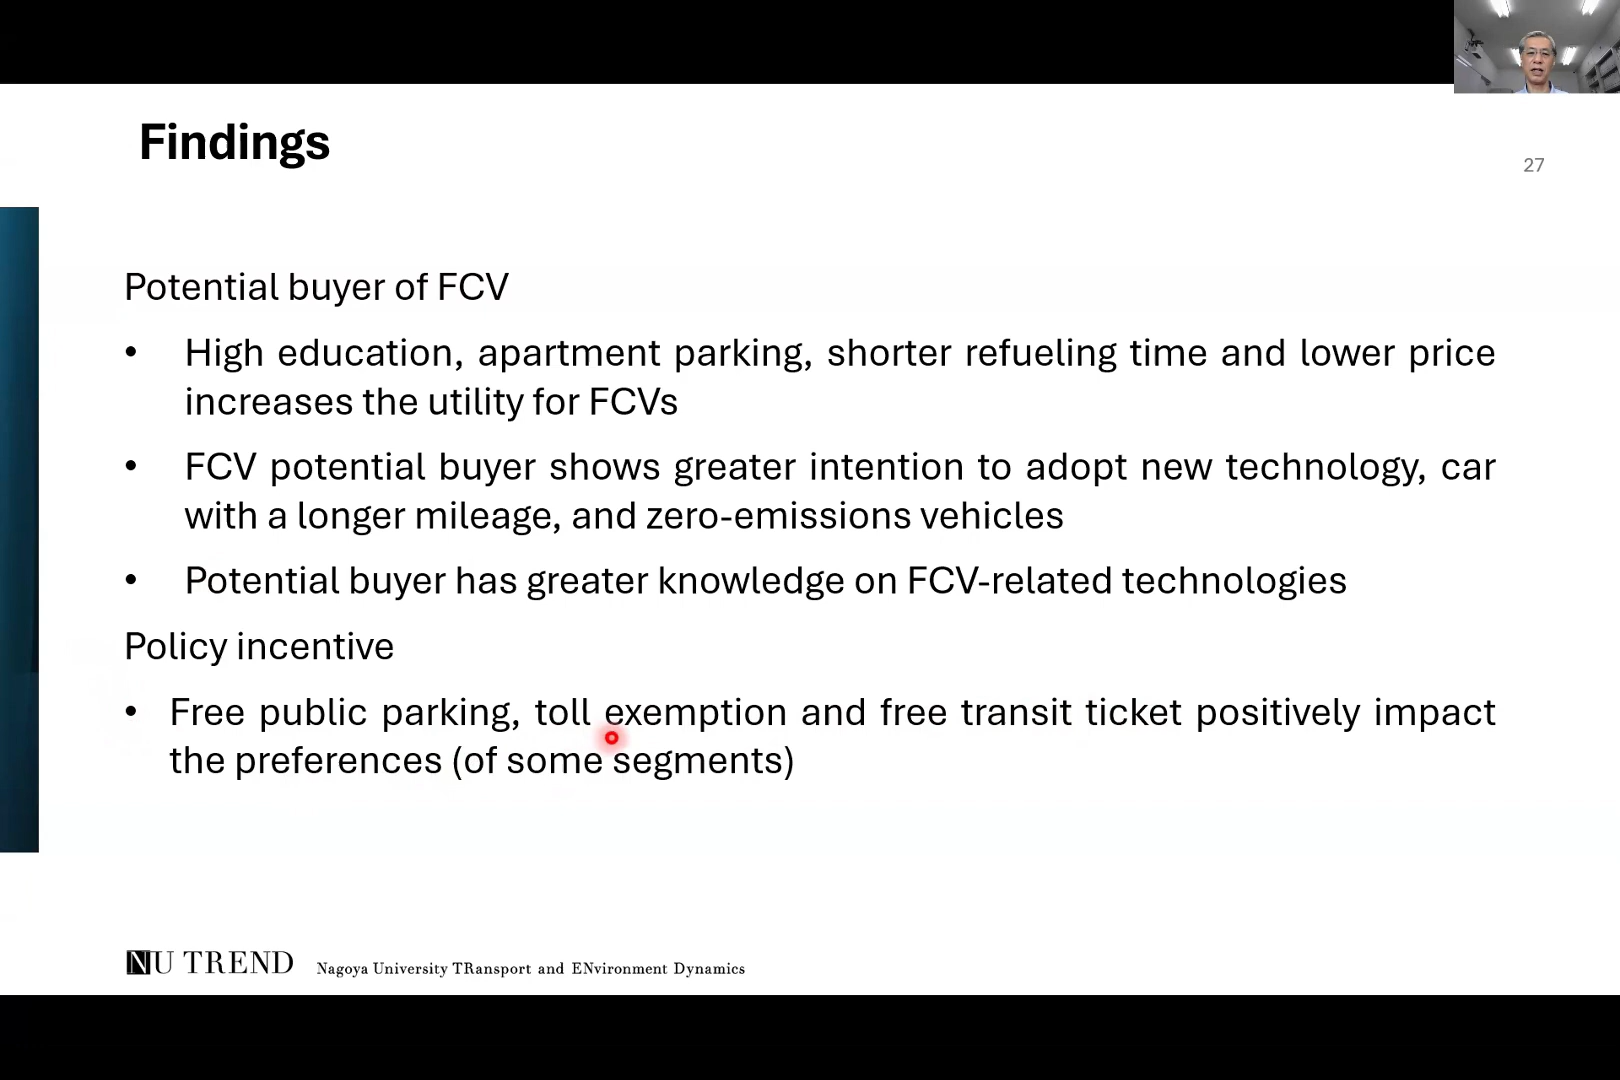 Findings
27
Potential buyer of FCV
• High education, apartment parking, shorter refueling time and lower price
increases the utility for FCVs
• FCV potential buyer shows greater intention to adopt new technology, car
with a longer mileage, and zero-emissions vehicles
• Potential buyer has greater knowledge on FCV-related technologies
Policy incentive
• Free public parking, toll exemption and free transit ticket positively impact
the preferences (of some segments)
NU TREND Nagoya University TRansport and ENvironment Dynamics